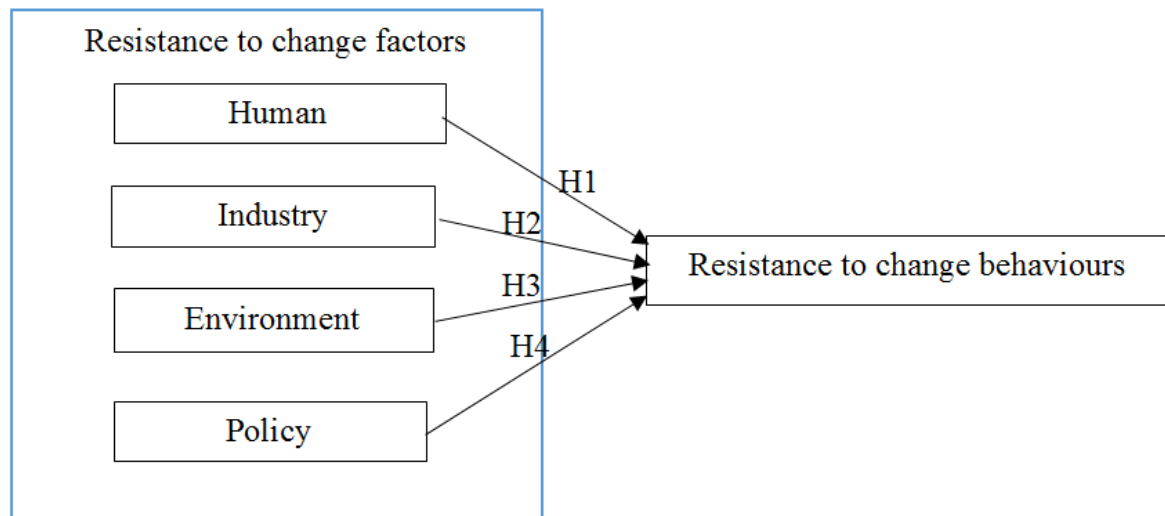 Resistance to change factors
Human
H1
Industry
H2
Resistance to change behaviours
H3
Environment
H4
Policy